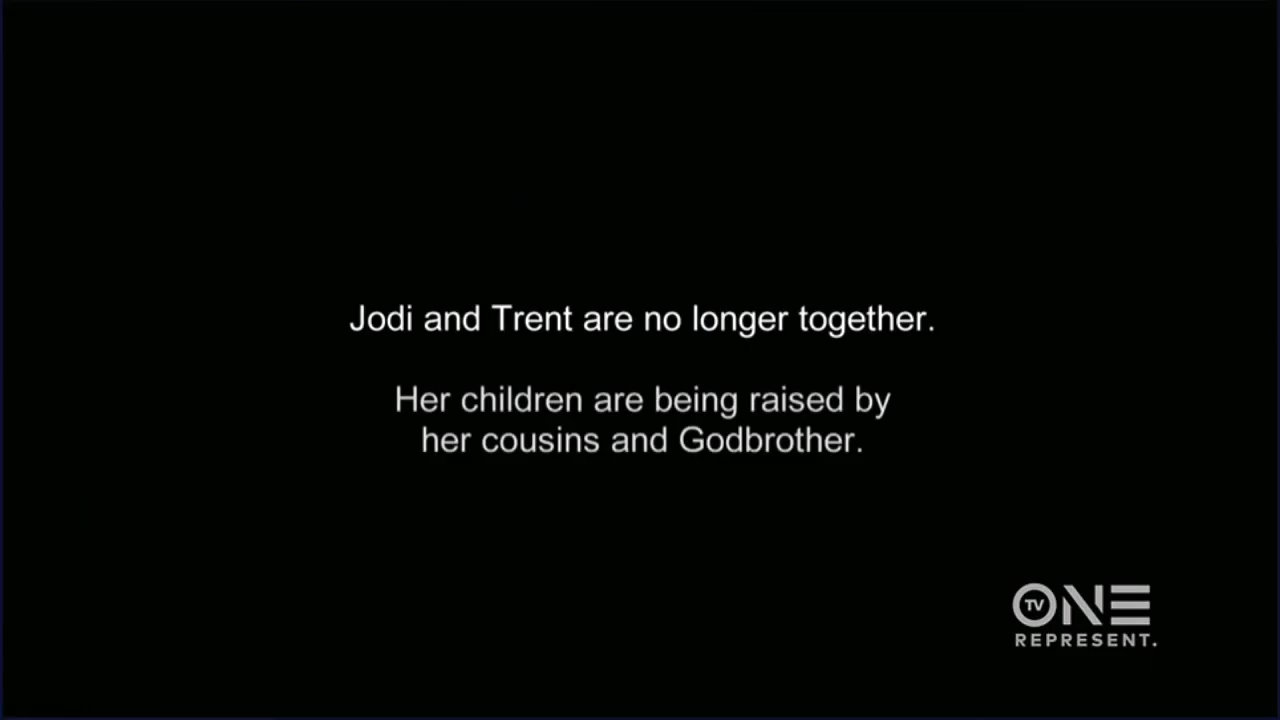 Jodi and Trent are no longer together.
Her children are being raised by
her cousins and Godbrother.
TV ONE
REPRESENT.